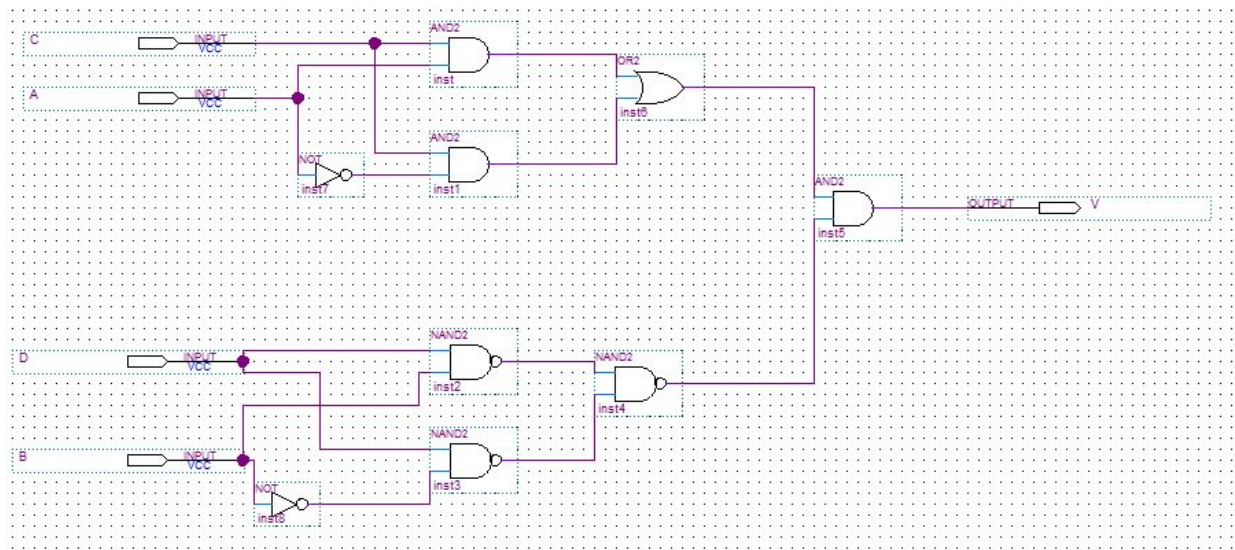 AND2
C
INPUT
VCC
OR2
inst
A
INPUT
VCC
inst6
AND2
NOT
inst7
inst1
AND2
OUTPUT
V
inst5
NAND2
D
INPUT
VCC
NAND2
inst2
inst4
NAND2
B
INPUT
VCC
NOT
inst3
inst8